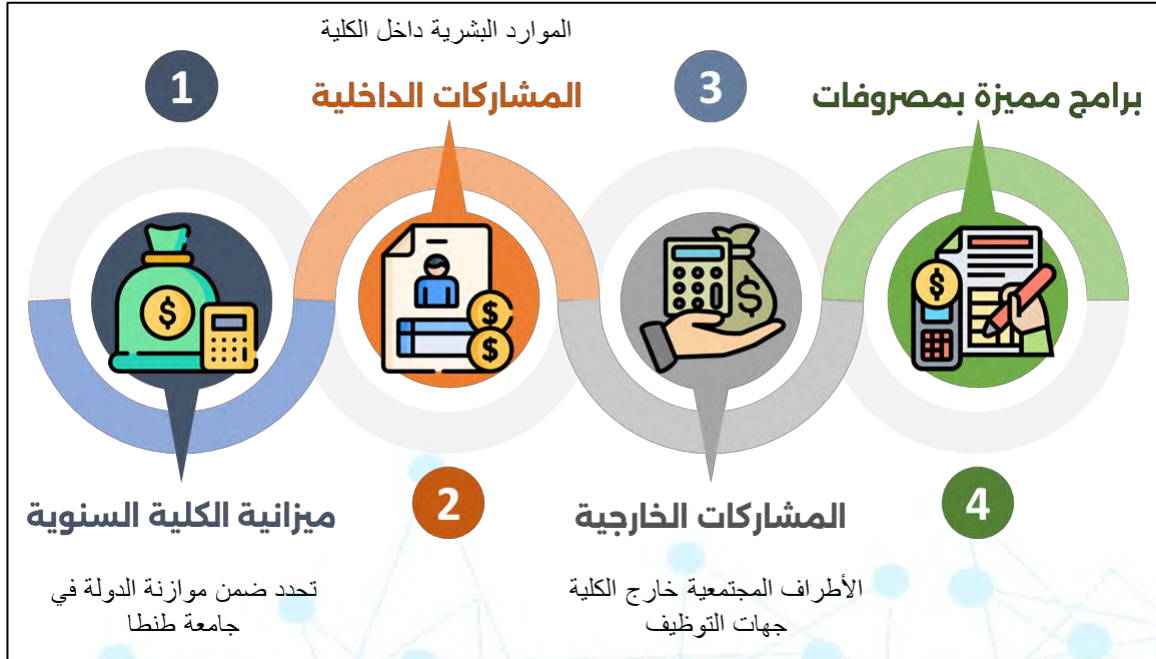 1
ميزانية الكلية السنوية
تحدد ضمن موازنة الدولة في
جامعة طنطا
الموارد البشرية داخل الكلية
المشاركات الداخلية
2
3
المشاركات الخارجية
الأطراف المجتمعية خارج الكلية
جهات التوظيف
برامج مميزة بمصروفات
4
$
$
$
$
$